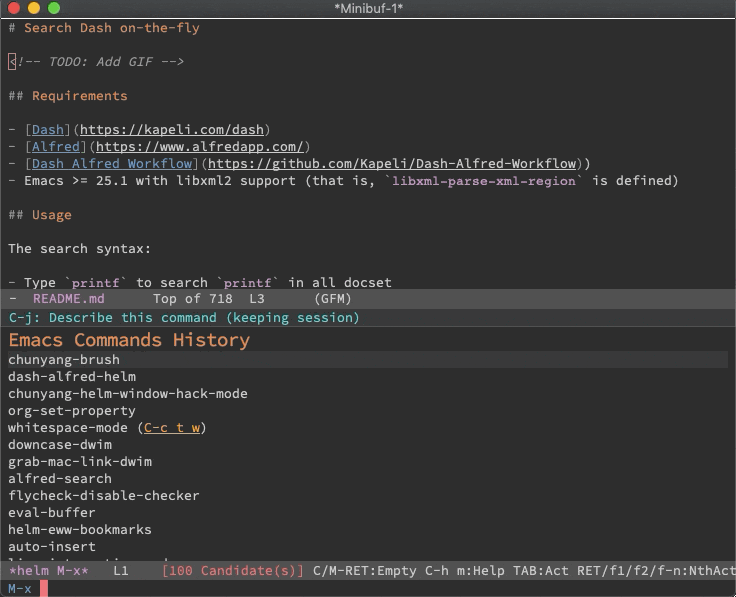 *Minibuf-1*
# Search Dash on-the-fly
<!-- TODO: Add GIF -->
## Requirements
- [Dash](https://kapeli.com/dash)
- [Alfred](https://www.alfredapp.com/)
- [Dash Alfred Workflow](https://github.com/Kapeli/Dash-Alfred-Workflow))
- Emacs >= 25.1 with libxml2 support (that is, `libxml-parse-xml-region` is defined)
## Usage
The search syntax:
- Type `printf` to search `printf` in all docset
- README.md Top of 718 L3 (GFM)
C-j: Describe this command (keeping session)
Emacs Commands History
chunyang-brush
dash-alfred-helm
chunyang-helm-window-hack-mode
org-set-property
whitespace-mode (C-c t w)
downcase-dwim
grab-mac-link-dwim
alfred-search
flycheck-disable-checker
eval-buffer
helm-eww-bookmarks
auto-insert
*helm M-x* L1 [100 Candidate(s)] C/M-RET:Empty C-h m:Help TAB:Act RET/f1/f2/f-n:NthAct
M-x